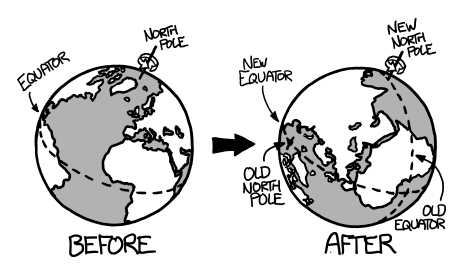 NORTH
POLE
EQUATOR
BEFORE
NEW
NORTH
POLE
NEW
EQUATOR
OLD
NORTH
POLE
OLD
EQUATOR
AFTER